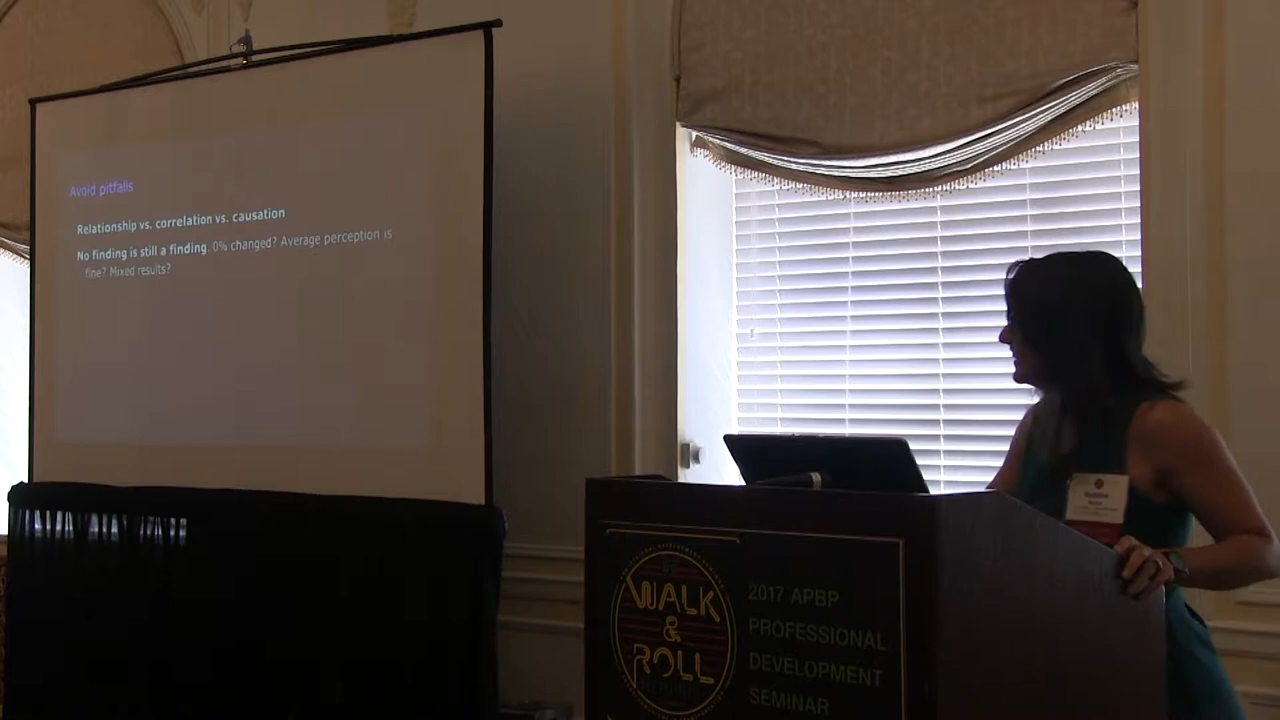 Avoid pitfalls
Relationship vs. correlation vs. causation
No finding is still a finding. 0% changed? Average perception is
fine? Mixed results?
WALK
&
ROLL
2017 APBP
PROFESSIONAL
DEVELOPMENT
SEMINAR